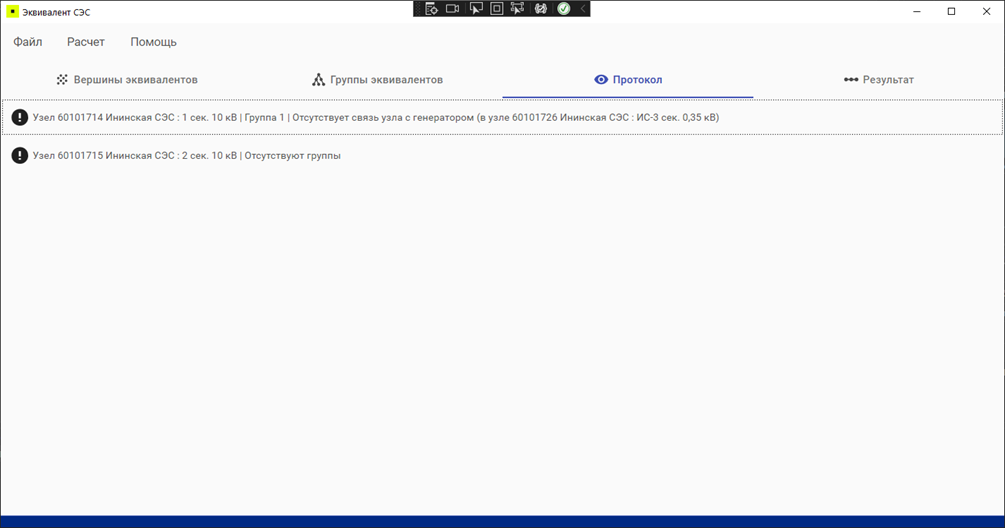 Эквивалент СЭС
Файл Расчет Помощь
Вершины эквивалентов Группы эквивалентов Протокол Результат
Узел 60101714 Ининская СЭС : 1 сек. 10 кВ | Группа 1 | Отсутствует связь узла с генератором (в узле 60101726 Ининская СЭС : ИС-3 сек. 0,35 кВ)
Узел 60101715 Ининская СЭС : 2 сек. 10 кВ | Отсутствуют группы